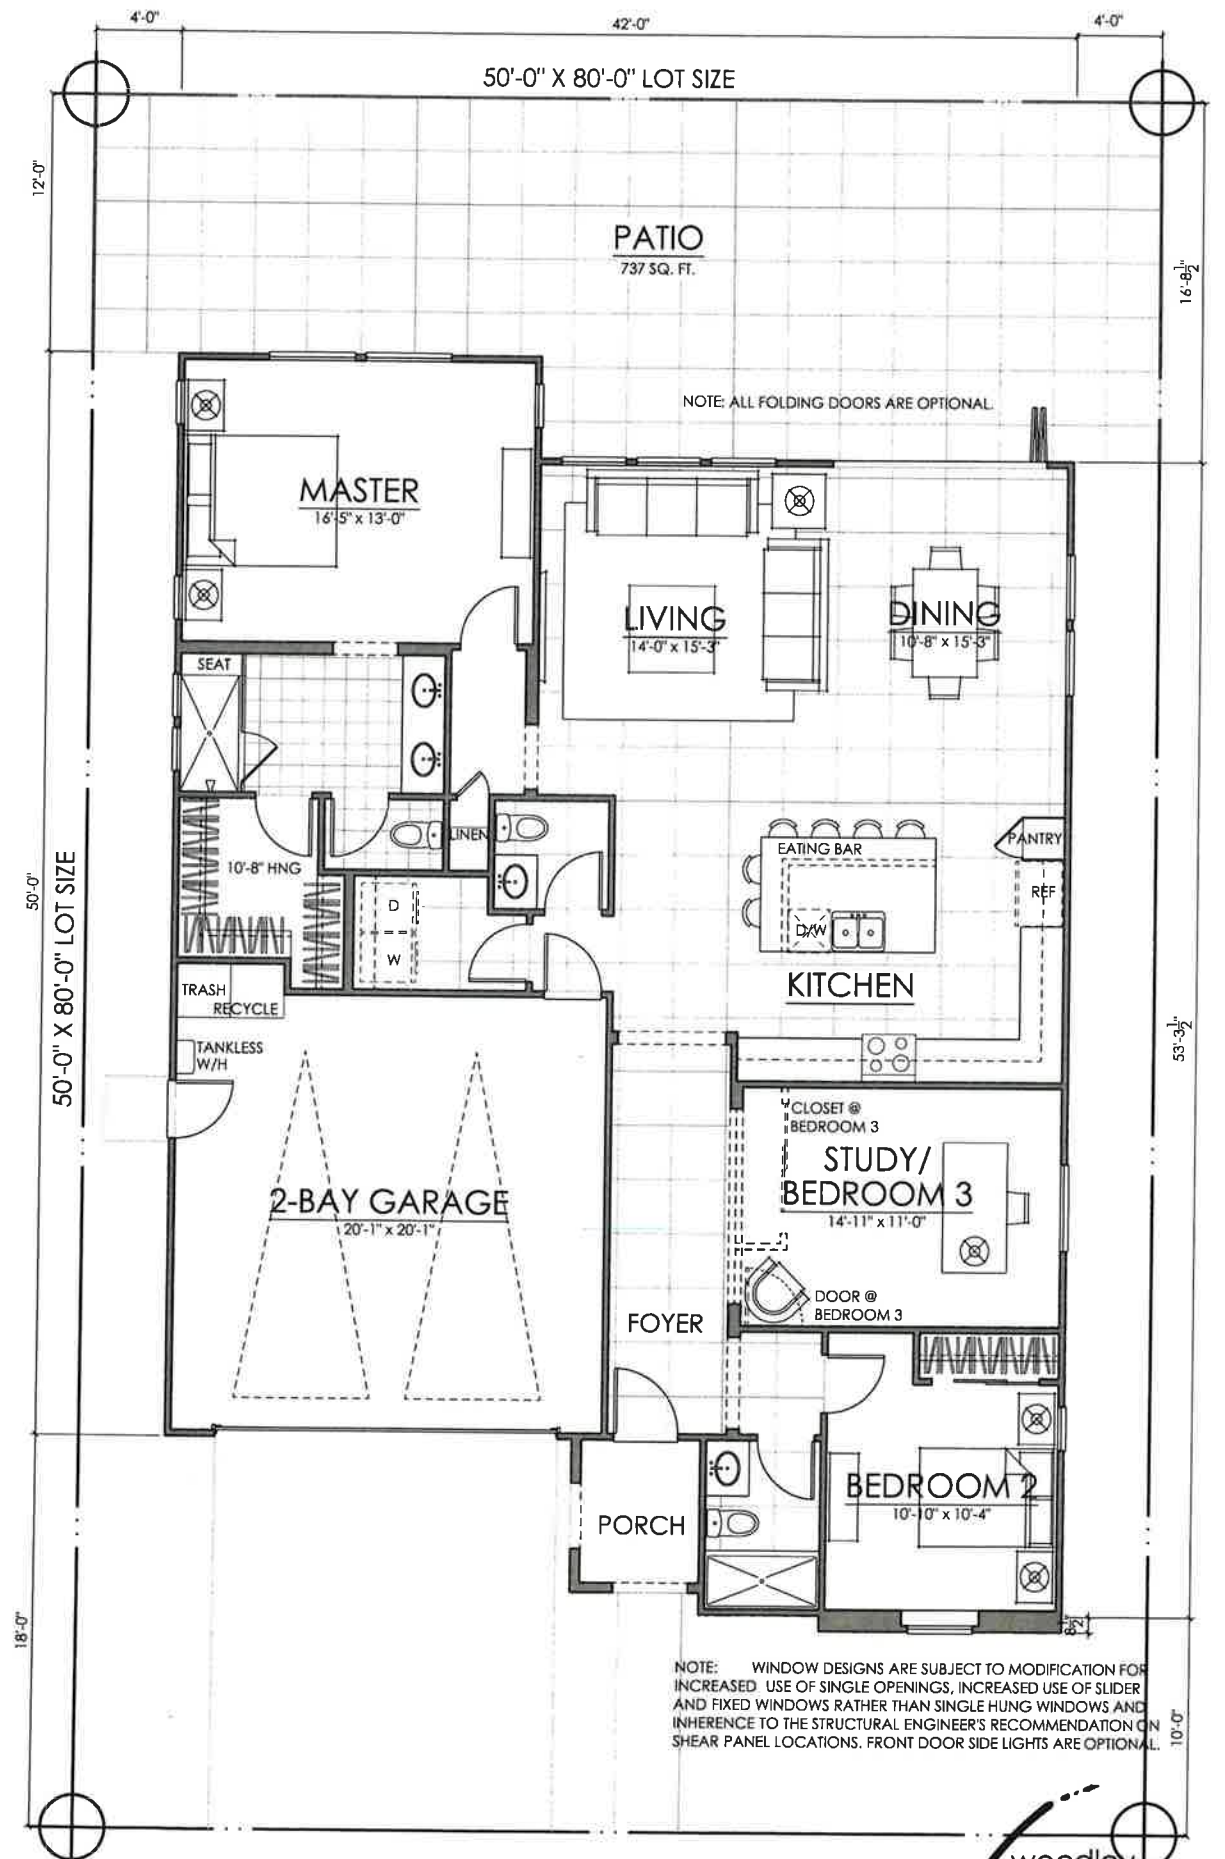 4'-0"
42'-0"
4'-0"
50'-0" X 80'-0" LOT SIZE
12'-0"
PATIO
737 SQ. FT.
16'-8 1/2"
NOTE: ALL FOLDING DOORS ARE OPTIONAL.
MASTER
16'-5" x 13'-0"
LIVING
14'-0" x 15'-3"
DINING
10'-8" x 15'-3"
SEAT
LINEN
PANTRY
EATING BAR
10'-8" HNG
REF
D
D/W
W
KITCHEN
TRASH
RECYCLE
50'-0"
50'-0" X 80'-0" LOT SIZE
53'-3 1/2"
TANKLESS
W/H
CLOSET @
BEDROOM 3
STUDY/
BEDROOM 3
14'-11" x 11'-0"
2-BAY GARAGE
20'-1" x 20'-1"
DOOR @
BEDROOM 3
FOYER
BEDROOM 2
10'-10" x 10'-4"
PORCH
18'-0"
8 1/2"
NOTE: WINDOW DESIGNS ARE SUBJECT TO MODIFICATION FOR
INCREASED USE OF SINGLE OPENINGS, INCREASED USE OF SLIDER
AND FIXED WINDOWS RATHER THAN SINGLE HUNG WINDOWS AND
INHERENCE TO THE STRUCTURAL ENGINEER'S RECOMMENDATION ON
SHEAR PANEL LOCATIONS. FRONT DOOR SIDE LIGHTS ARE OPTIONAL.
10'-0"